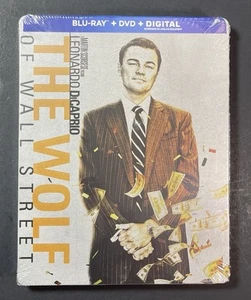 BLU-RAY + DVD + DIGITAL
LEONARDO DiCAPRIO
THE WOLF
OF WALL STREET